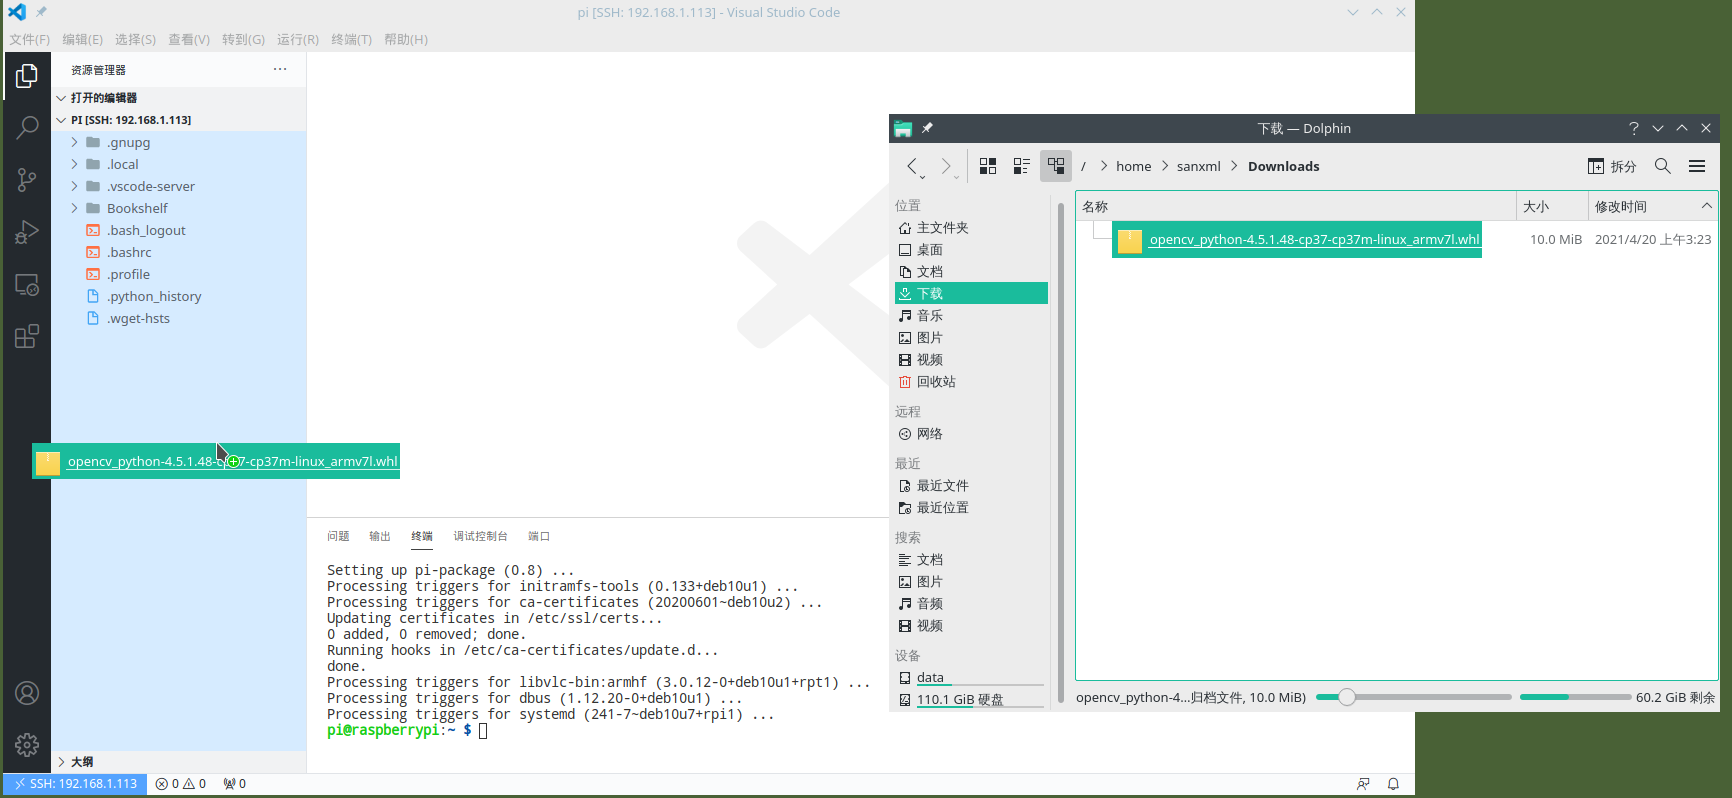 pi [SSH: 192.168.1.113] - Visual Studio Code
文件(F) 编辑(E) 选择(S) 查看(V) 转到(G) 运行(R) 终端(T) 帮助(H)
资源管理器
打开的编辑器
PI [SSH: 192.168.1.113]
.gnupg
.local
.vscode-server
Bookshelf
.bash_logout
.bashrc
.profile
.python_history
.wget-hsts
opencv_python-4.5.1.48-cp37-cp37m-linux_armv7l.whl
大纲
问题 输出 终端 调试控制台 端口
Setting up pi-package (0.8) ...
Processing triggers for initramfs-tools (0.133+deb10u1) ...
Processing triggers for ca-certificates (20200601~deb10u2) ...
Updating certificates in /etc/ssl/certs...
0 added, 0 removed; done.
Running hooks in /etc/ca-certificates/update.d...
done.
Processing triggers for libvlc-bin:armhf (3.0.12-0+deb10u1+rpt1) ...
Processing triggers for dbus (1.12.20-0+deb10u1) ...
Processing triggers for systemd (241-7~deb10u7+rpi1) ...
pi@raspberrypi:~ $
SSH: 192.168.1.113 0 0 0
下载 — Dolphin
/ home sanxml Downloads 拆分
位置
主文件夹
桌面
文档
下载
音乐
图片
视频
回收站
远程
网络
最近
最近文件
最近位置
搜索
文档
图片
音频
视频
设备
data
110.1 GiB 硬盘
名称 大小 修改时间
opencv_python-4.5.1.48-cp37-cp37m-linux_armv7l.whl 10.0 MiB 2021/4/20 上午3:23
opencv_python-4...归档文件, 10.0 MiB) 60.2 GiB 剩余